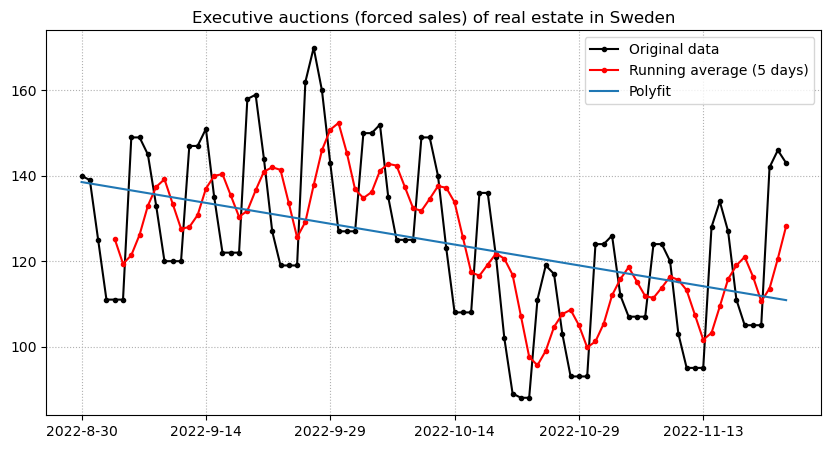 Executive auctions (forced sales) of real estate in Sweden
Original data
Running average (5 days)
Polyfit
160
140
120
100
2022-8-30 2022-9-14 2022-9-29 2022-10-14 2022-10-29 2022-11-13